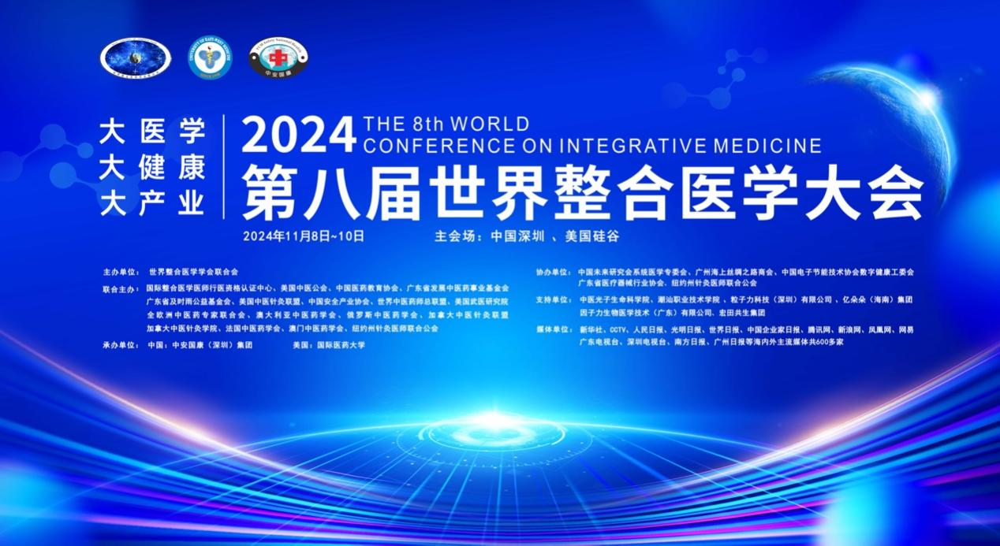 UNIVERSITY OF EAST-WEST MEDICINE
SINCE 1998
TCM Safety National Health
中安国康
大医学
大健康
大产业
2024 THE 8th WORLD
CONFERENCE ON INTEGRATIVE MEDICINE
第八届世界整合医学大会
2024年11月8日~10日 主会场：中国深圳 、美国硅谷
主办单位： 世界整合医学学会联合会
联合主办： 国际整合医学医师行医资格认证中心、美国中医公会、中国医药教育协会、广东省发展中医药事业基金会
广东省及时雨公益基金会、美国中医针灸联盟、中国安全产业协会、世界中医药师总联盟、美国武医研究院
全欧洲中医药专家联合会、澳大利亚中医药学会、俄罗斯中医药学会、加拿大中医针灸联盟
加拿大中医针灸学院、法国中医药学会、澳门中医药学会、纽约州针灸医师联合公会
承办单位： 中国：中安国康（深圳）集团 美国：国际医药大学
协办单位： 中国未来研究会系统医学专委会、广州海上丝绸之路商会、中国电子节能技术协会数字健康工委会
广东省医疗器械行业协会、纽约州针灸医师联合公会
支持单位： 中医光子生命科学院、潮汕职业技术学院 、粒子力科技（深圳）有限公司 、亿朵朵（海南）集团
因子力生物医学技术（广东）有限公司、宏田共生集团
媒体单位： 新华社、CCTV、人民日报、光明日报、世界日报、中国企业家日报、腾讯网、新浪网、凤凰网、网易
广东电视台、深圳电视台、南方日报、广州日报等海内外主流媒体共600多家